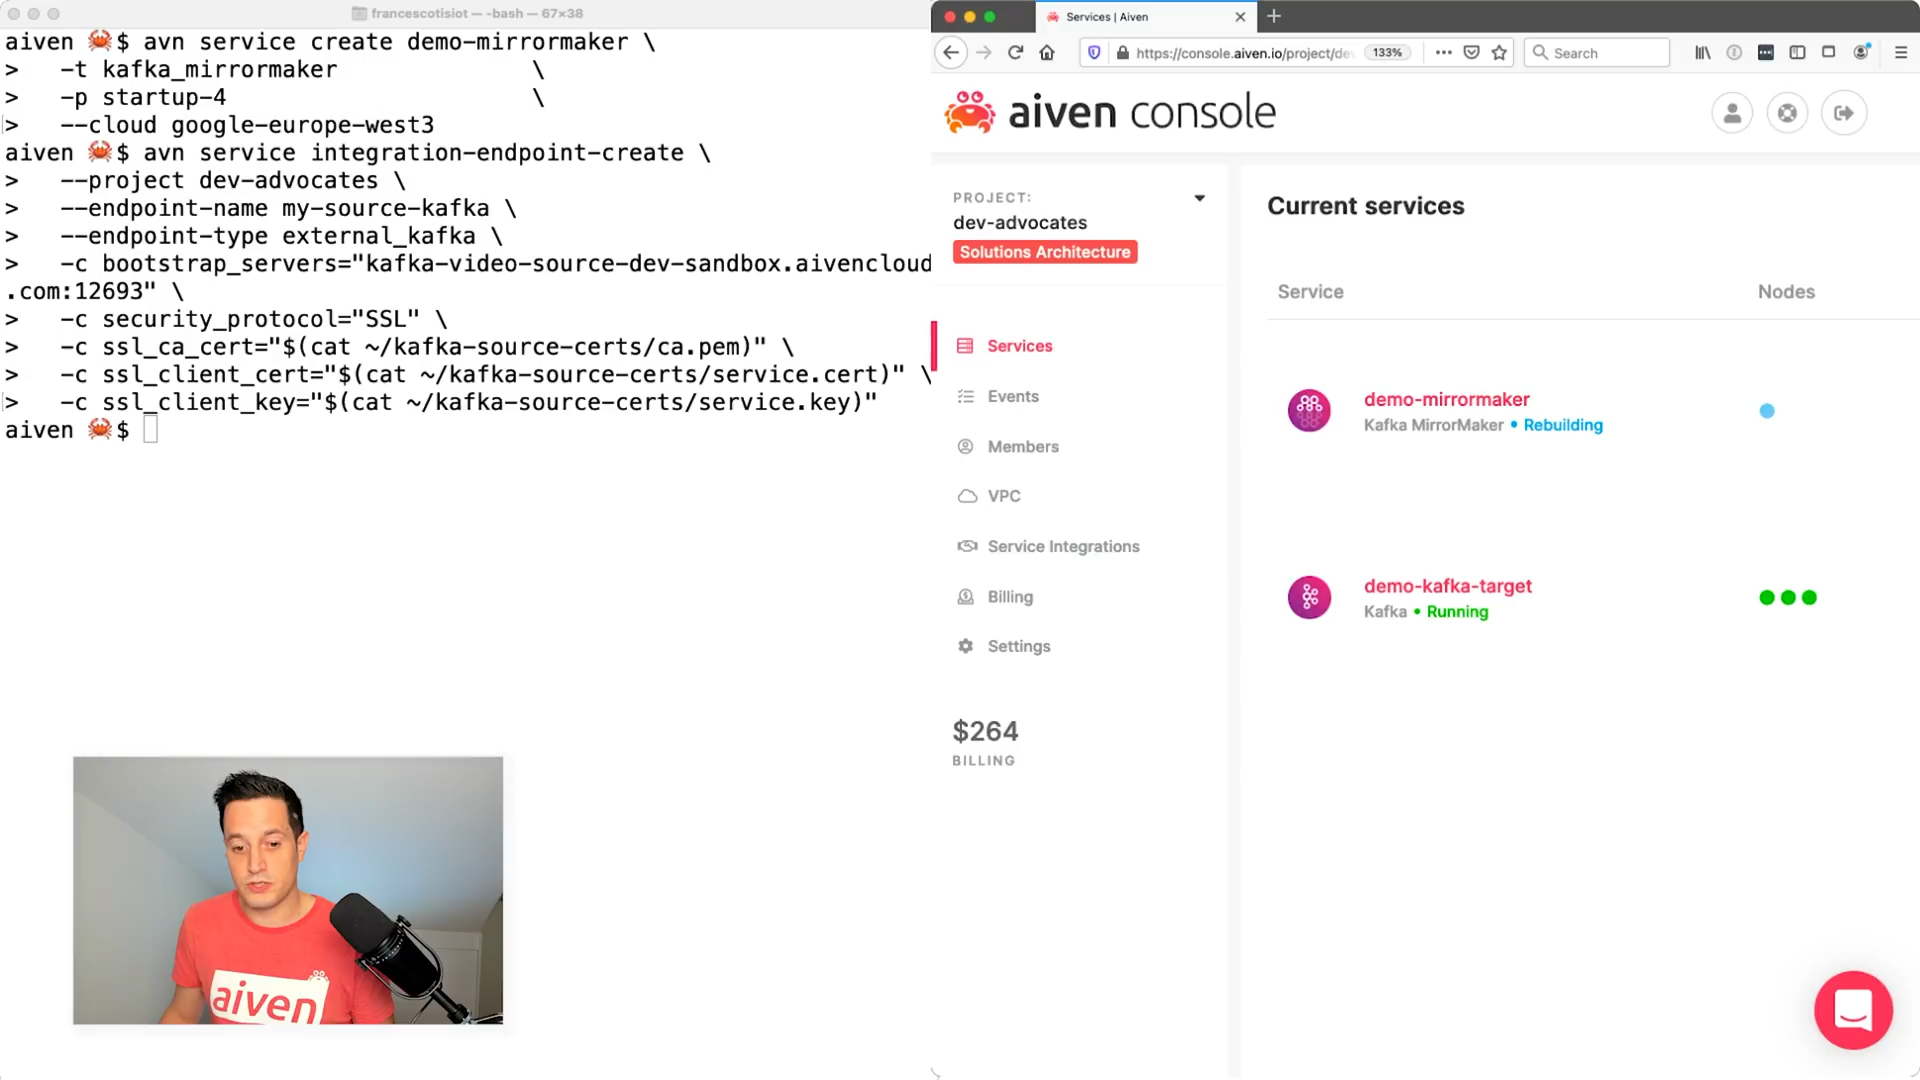 francescotisiot — -bash — 67×38
aiven 🦀$ avn service create demo-mirrormaker \
>   -t kafka_mirrormaker              \
>   -p startup-4                      \
>   --cloud google-europe-west3
aiven 🦀$ avn service integration-endpoint-create \
>   --project dev-advocates \
>   --endpoint-name my-source-kafka \
>   --endpoint-type external_kafka \
>   -c bootstrap_servers="kafka-video-source-dev-sandbox.aivencloud
.com:12693" \
>   -c security_protocol="SSL" \
>   -c ssl_ca_cert="$(cat ~/kafka-source-certs/ca.pem)" \
>   -c ssl_client_cert="$(cat ~/kafka-source-certs/service.cert)" \
>   -c ssl_client_key="$(cat ~/kafka-source-certs/service.key)"
aiven 🦀$
aiven
Services | Aiven
https://console.aiven.io/project/de
133%
Search
aiven console
PROJECT:
dev-advocates
Solutions Architecture
Services
Events
Members
VPC
Service Integrations
Billing
Settings
$264
BILLING
Current services
Service Nodes
demo-mirrormaker
Kafka MirrorMaker • Rebuilding
demo-kafka-target
Kafka • Running